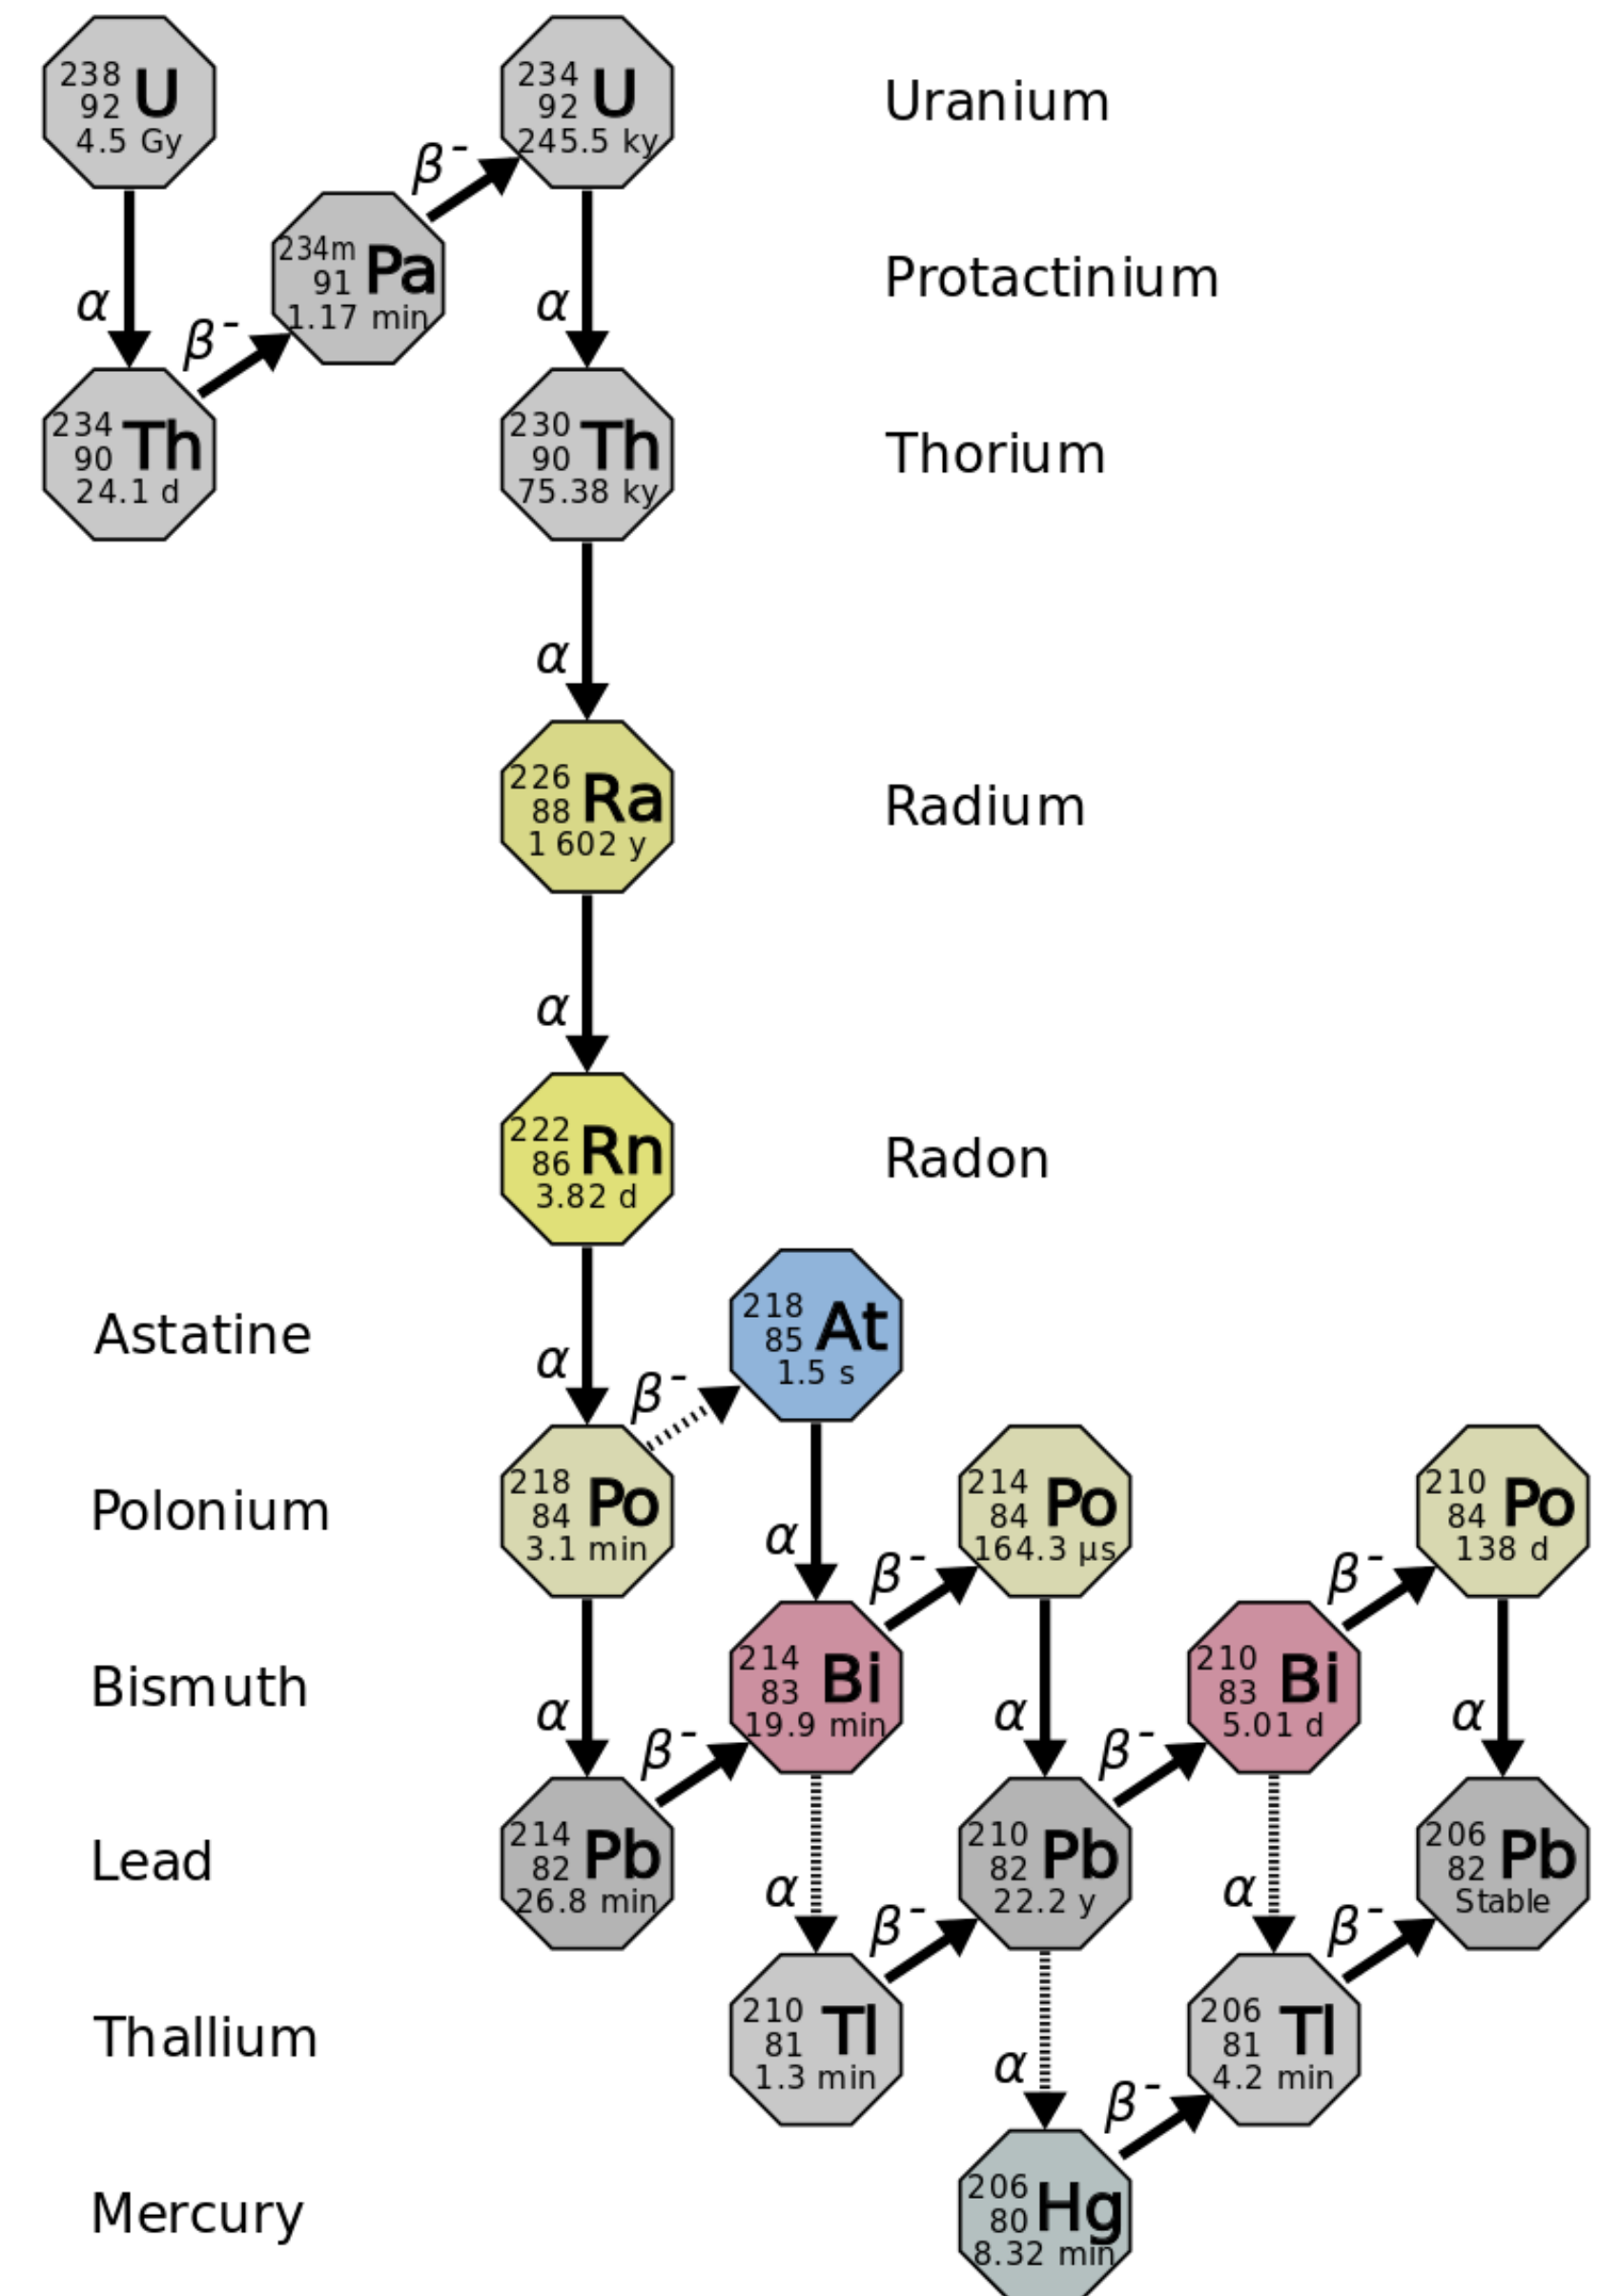 238
92 U
4.5 Gy
234
92 U
245.5 ky
Uranium
β⁻
234m
91 Pa
1.17 min
Protactinium
α
β⁻
α
234
90 Th
24.1 d
230
90 Th
75.38 ky
Thorium
α
226
88 Ra
1 602 y
Radium
α
222
86 Rn
3.82 d
Radon
Astatine
α
β⁻
218
85 At
1.5 s
Polonium
218
84 Po
3.1 min
α
214
84 Po
164.3 µs
210
84 Po
138 d
β⁻
β⁻
Bismuth
α
β⁻
214
83 Bi
19.9 min
α
β⁻
210
83 Bi
5.01 d
α
Lead
214
82 Pb
26.8 min
α
β⁻
210
82 Pb
22.2 y
α
β⁻
206
82 Pb
Stable
Thallium
210
81 Tl
1.3 min
α
β⁻
206
81 Tl
4.2 min
Mercury
206
80 Hg
8.32 min